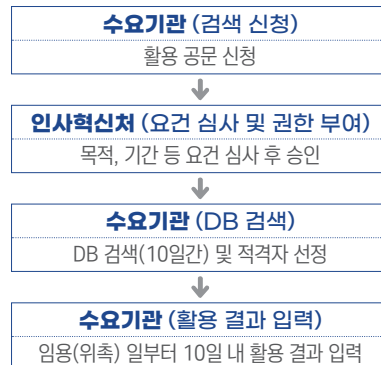 수요기관 (검색 신청)
활용 공문 신청
인사혁신처 (요건 심사 및 권한 부여)
목적, 기간 등 요건 심사 후 승인
수요기관 (DB 검색)
DB 검색(10일간) 및 적격자 선정
수요기관 (활용 결과 입력)
임용(위촉) 일부터 10일 내 활용 결과 입력